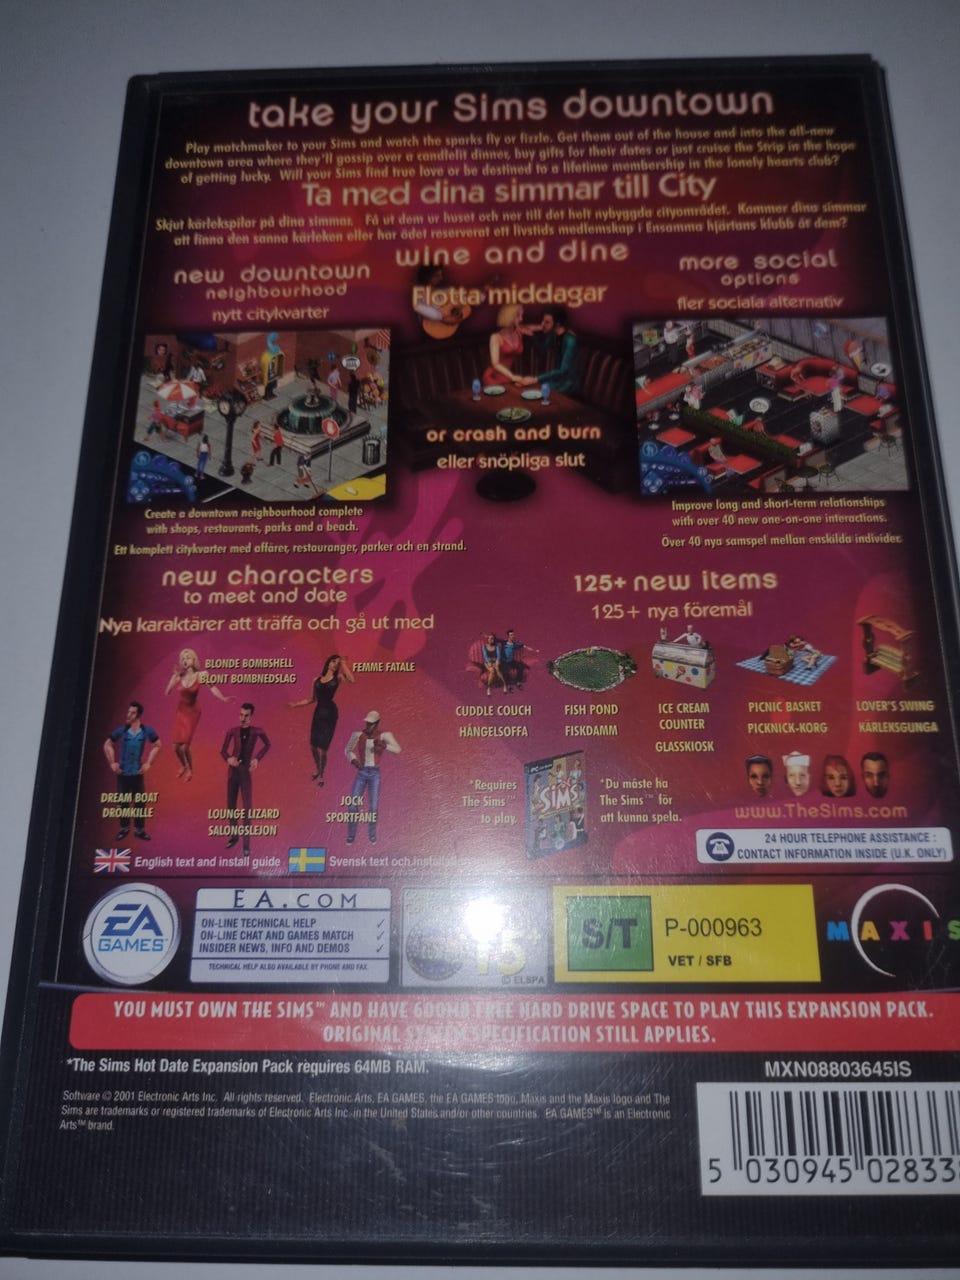 take your Sims downtown
Play matchmaker to your Sims and watch the sparks fly or fizzle. Get them out of the house and into the all-new
downtown area where they'll gossip over a candlelit dinner, buy gifts for their dates or just cruise the Strip in the hope
of getting lucky. Will your Sims find true love or be destined to a lifetime membership in the lonely hearts club?
Ta med dina simmar till City
Skjut kärlekspilar på dina simmar. Få ut dem ur huset och ner till det helt nybyggda cityområdet. Kommer dina simmar
att finna den sanna kärleken eller har ödet reserverat ett livstids medlemskap i Ensamma hjärtans klubb åt dem?
new downtown
neighbourhood
nytt citykvarter
wine and dine
Flotta middagar
more social
options
fler sociala alternativ
or crash and burn
eller snöpliga slut
Create a downtown neighbourhood complete
with shops, restaurants, parks and a beach.
Ett komplett citykvarter med affärer, restauranger, parker och en strand.
Improve long and short-term relationships
with over 40 new one-on-one interactions.
Över 40 nya samspel mellan enskilda individer.
new characters
to meet and date
Nya karaktärer att träffa och gå ut med
125+ new items
125+ nya föremål
BLONDE BOMBSHELL
BLONT BOMBNEDSLAG
FEMME FATALE
DREAM BOAT
DRÖMKILLE
LOUNGE LIZARD
SALONGSLEJON
JOCK
SPORTFÅNE
CUDDLE COUCH
HÅNGELSOFFA
FISH POND
FISKDAMM
ICE CREAM
COUNTER
GLASSKIOSK
PICNIC BASKET
PICKNICK-KORG
LOVER'S SWING
KÄRLEKSGUNGA
*Requires
The Sims™
to play.
PC
The SIMS
*Du måste ha
The Sims™ för
att kunna spela.
www.TheSims.com
English text and install guide
Svensk text och
24 HOUR TELEPHONE ASSISTANCE :
CONTACT INFORMATION INSIDE (U.K. ONLY)
EA
GAMES
EA.COM
ON-LINE TECHNICAL HELP ✓
ON-LINE CHAT AND GAMES MATCH ✓
INSIDER NEWS, INFO AND DEMOS ✓
TECHNICAL HELP ALSO AVAILABLE BY PHONE AND FAX
15
© ELSPA
S/T
P-000963
VET / SFB
MAXIS
YOU MUST OWN THE SIMS™ AND HAVE 600MB FREE HARD DRIVE SPACE TO PLAY THIS EXPANSION PACK.
ORIGINAL SYSTEM SPECIFICATION STILL APPLIES.
*The Sims Hot Date Expansion Pack requires 64MB RAM.
MXN08803645IS
Software © 2001 Electronic Arts Inc. All rights reserved. Electronic Arts, EA GAMES, the EA GAMES logo, Maxis and the Maxis logo and The
Sims are trademarks or registered trademarks of Electronic Arts Inc. in the United States and/or other countries. EA GAMES™ is an Electronic
Arts™ brand.
5 030945 02833